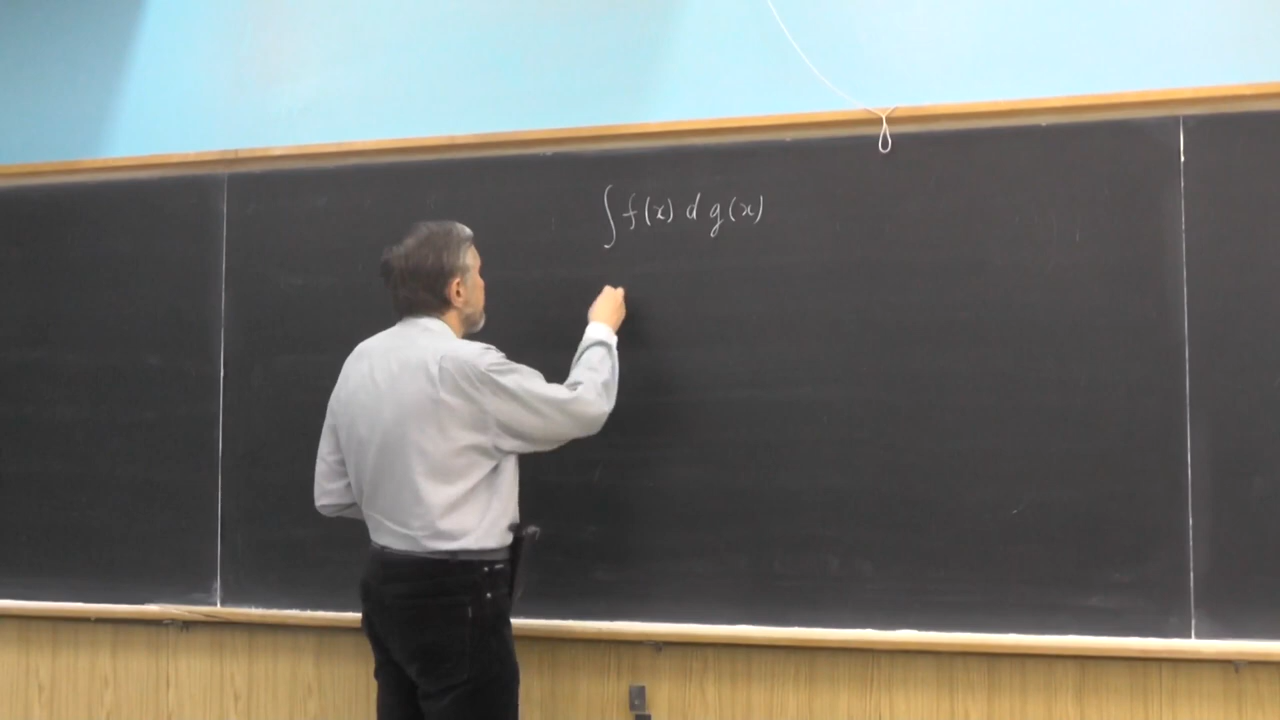 ∫ f(x) d g(x)